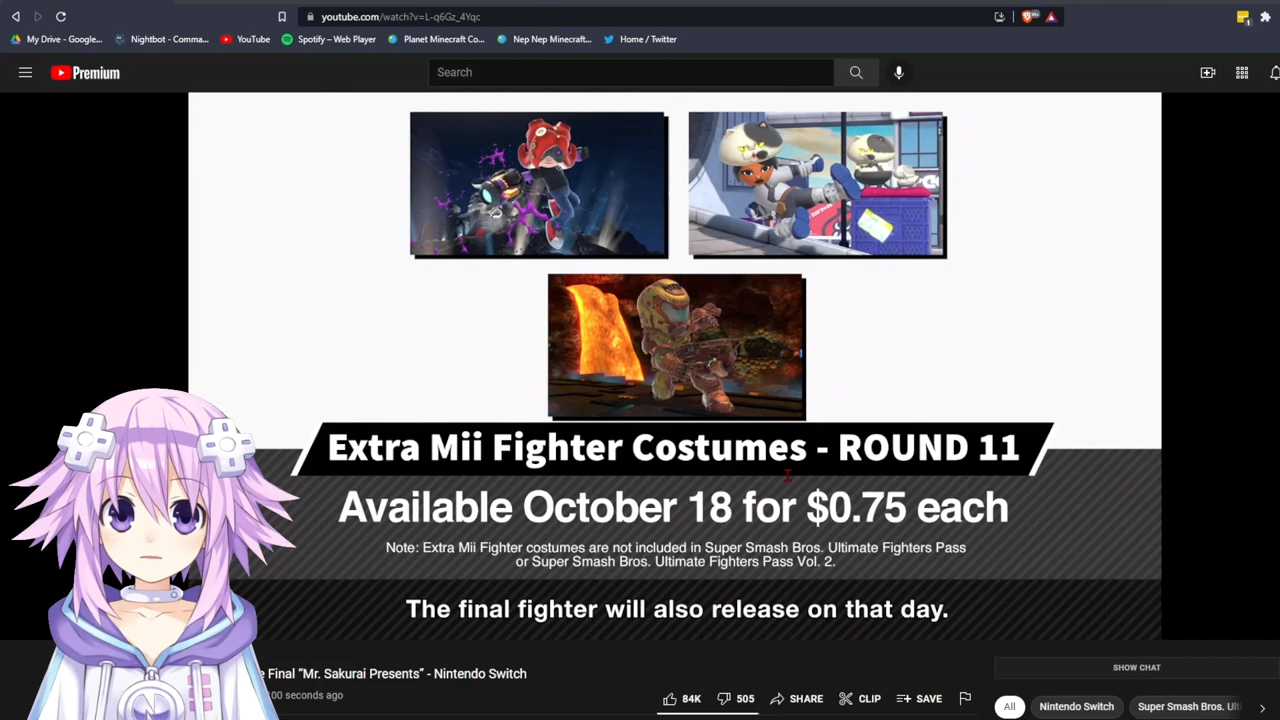 youtube.com/watch?v=L-q6Gz_4Yqc
My Drive - Google...
Nightbot - Comma...
YouTube
Spotify – Web Player
Planet Minecraft Co...
Nep Nep Minecraft...
Home / Twitter
Premium
Search
Extra Mii Fighter Costumes - ROUND 11
Available October 18 for $0.75 each
Note: Extra Mii Fighter costumes are not included in Super Smash Bros. Ultimate Fighters Pass
or Super Smash Bros. Ultimate Fighters Pass Vol. 2.
The final fighter will also release on that day.
Final “Mr. Sakurai Presents” - Nintendo Switch
00 seconds ago
84K
505
SHARE
CLIP
SAVE
SHOW CHAT
All
Nintendo Switch
Super Smash Bros. Ulti